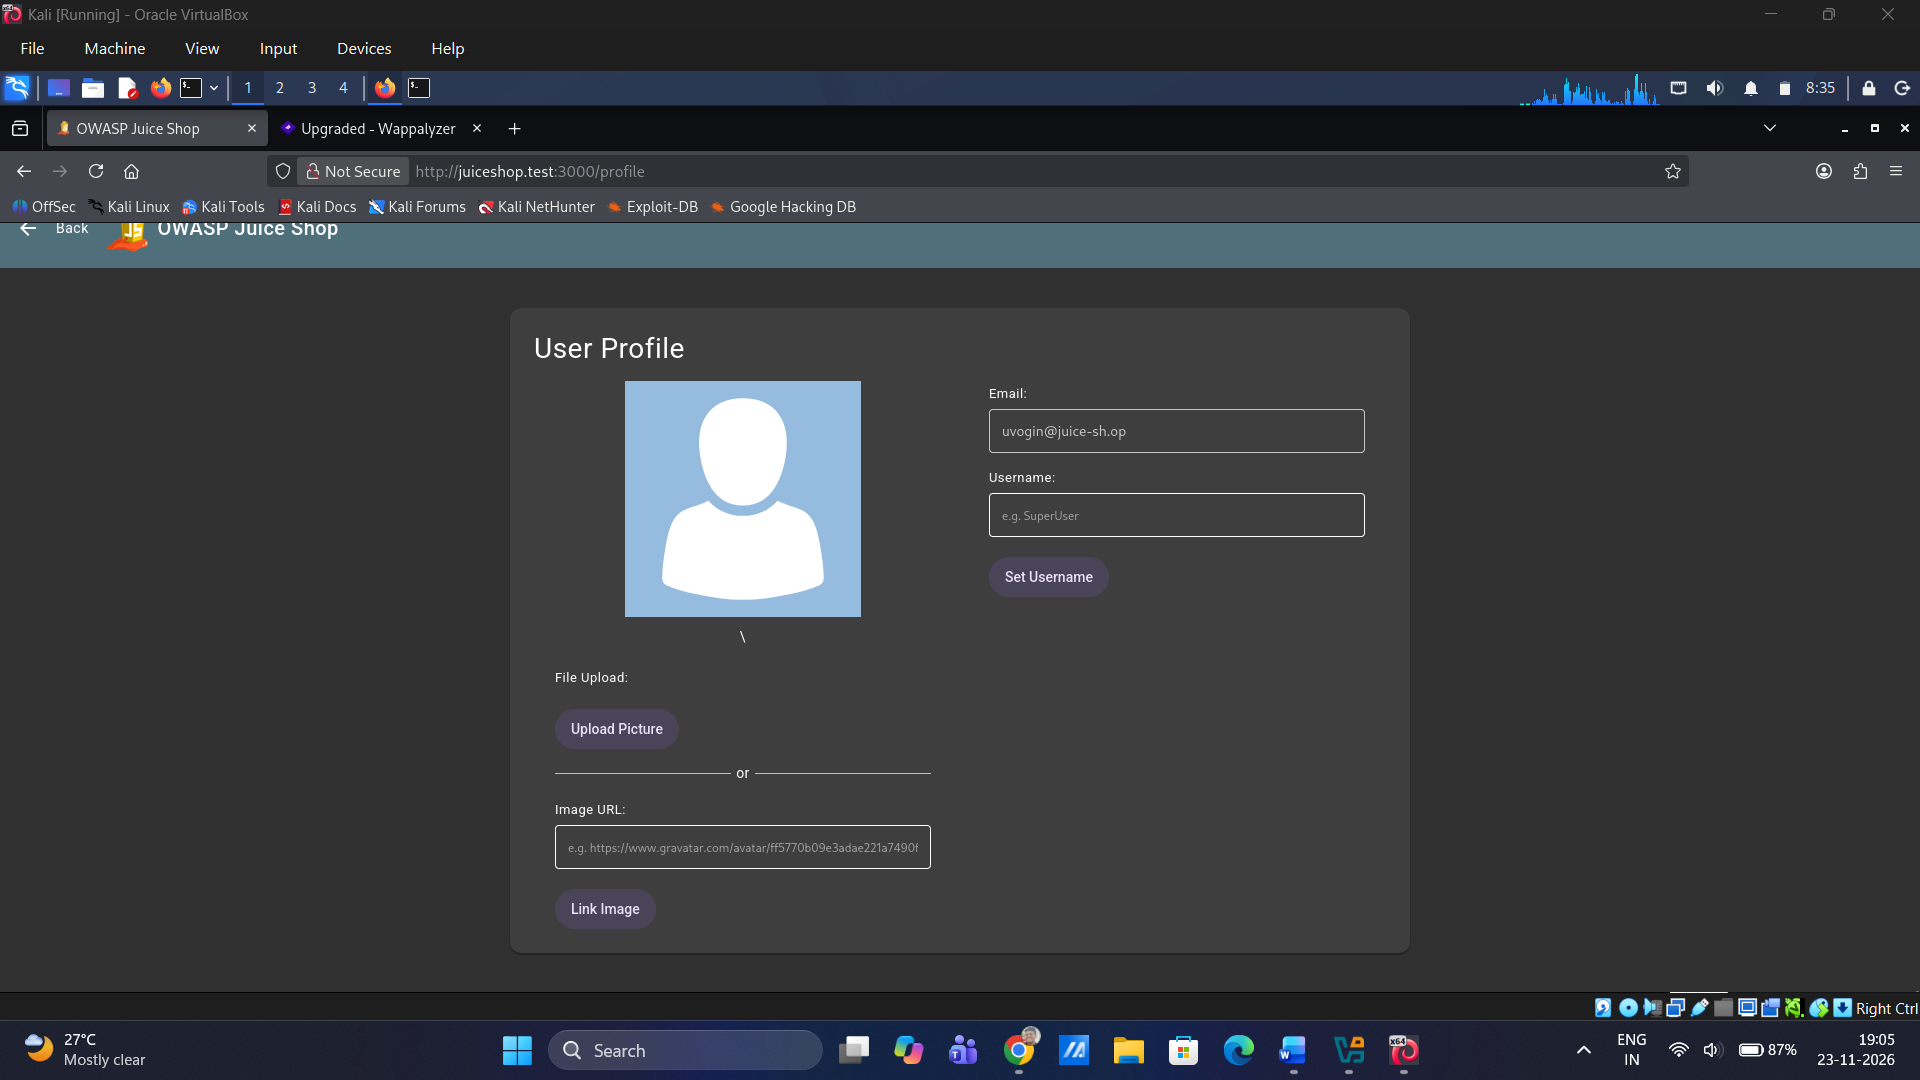 Kali [Running] - Oracle VirtualBox
File Machine View Input Devices Help
1 2 3 4 8:35
OWASP Juice Shop Upgraded - Wappalyzer
Not Secure http://juiceshop.test:3000/profile
OffSec Kali Linux Kali Tools Kali Docs Kali Forums Kali NetHunter Exploit-DB Google Hacking DB
Back OWASP Juice Shop
User Profile
Email:
uvogin@juice-sh.op
Username:
e.g. SuperUser
Set Username
\
File Upload:
Upload Picture
or
Image URL:
e.g. https://www.gravatar.com/avatar/ff5770b09e3adae221a7490f
Link Image
Right Ctrl
27°C
Mostly clear
Search
ENG
IN
87%
19:05
23-11-2026